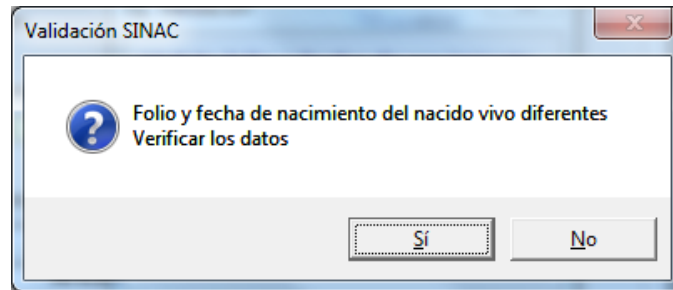 Validación SINAC
Folio y fecha de nacimiento del nacido vivo diferentes
Verificar los datos
Sí
No